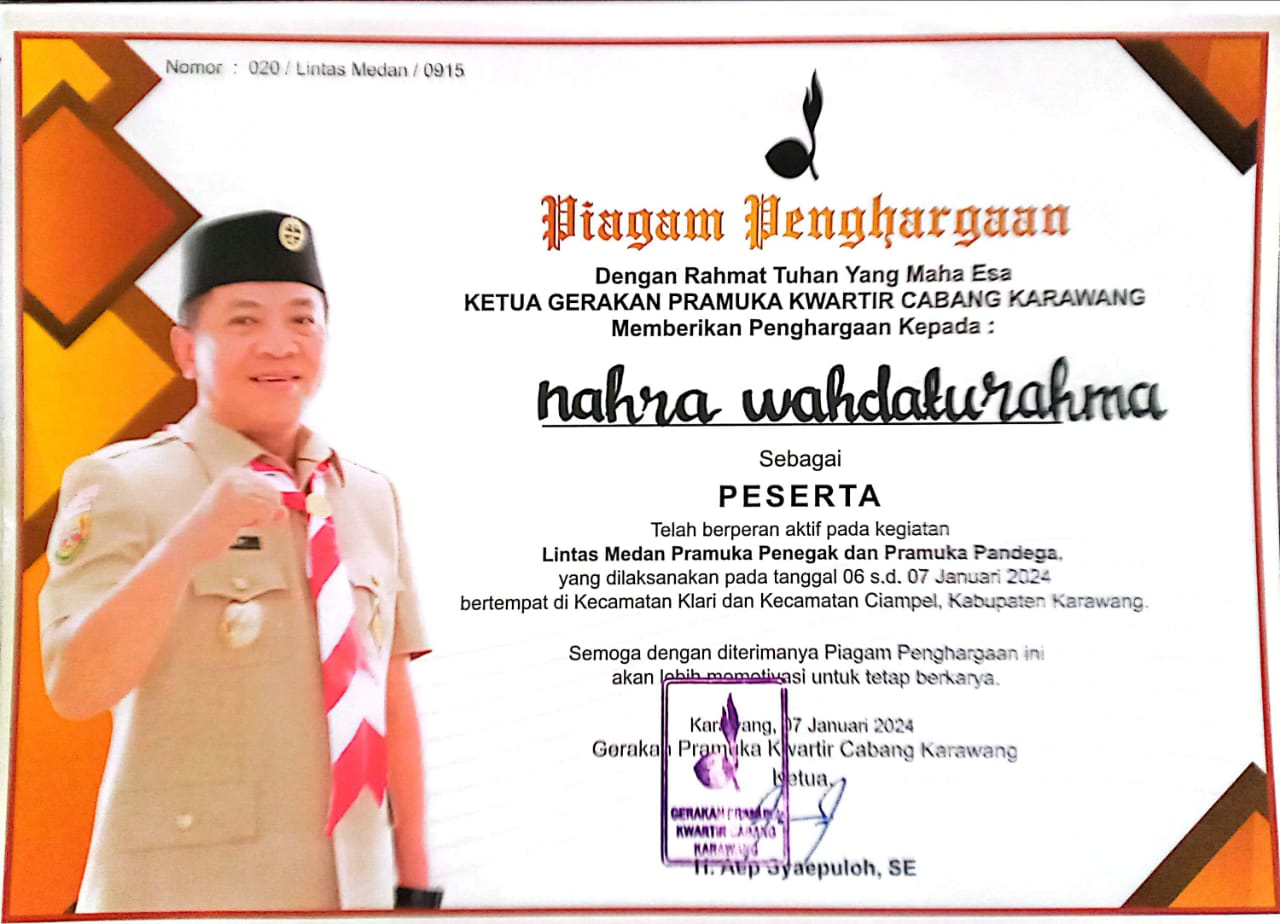 Nomor : 020 / Lintas Medan / 0915
Piagam Penghargaan
Dengan Rahmat Tuhan Yang Maha Esa
KETUA GERAKAN PRAMUKA KWARTIR CABANG KARAWANG
Memberikan Penghargaan Kepada :
nahra wahdaturahma
Sebagai
PESERTA
Telah berperan aktif pada kegiatan
Lintas Medan Pramuka Penegak dan Pramuka Pandega,
yang dilaksanakan pada tanggal 06 s.d. 07 Januari 2024
bertempat di Kecamatan Klari dan Kecamatan Ciampel, Kabupaten Karawang.
Semoga dengan diterimanya Piagam Penghargaan ini
akan lebih memotivasi untuk tetap berkarya.
Karawang, 07 Januari 2024
Gerakan Pramuka Kwartir Cabang Karawang
Ketua,
GERAKAN PRAMUKA
KWARTIR CABANG
KARAWANG
H. Aep Syaepuloh, SE